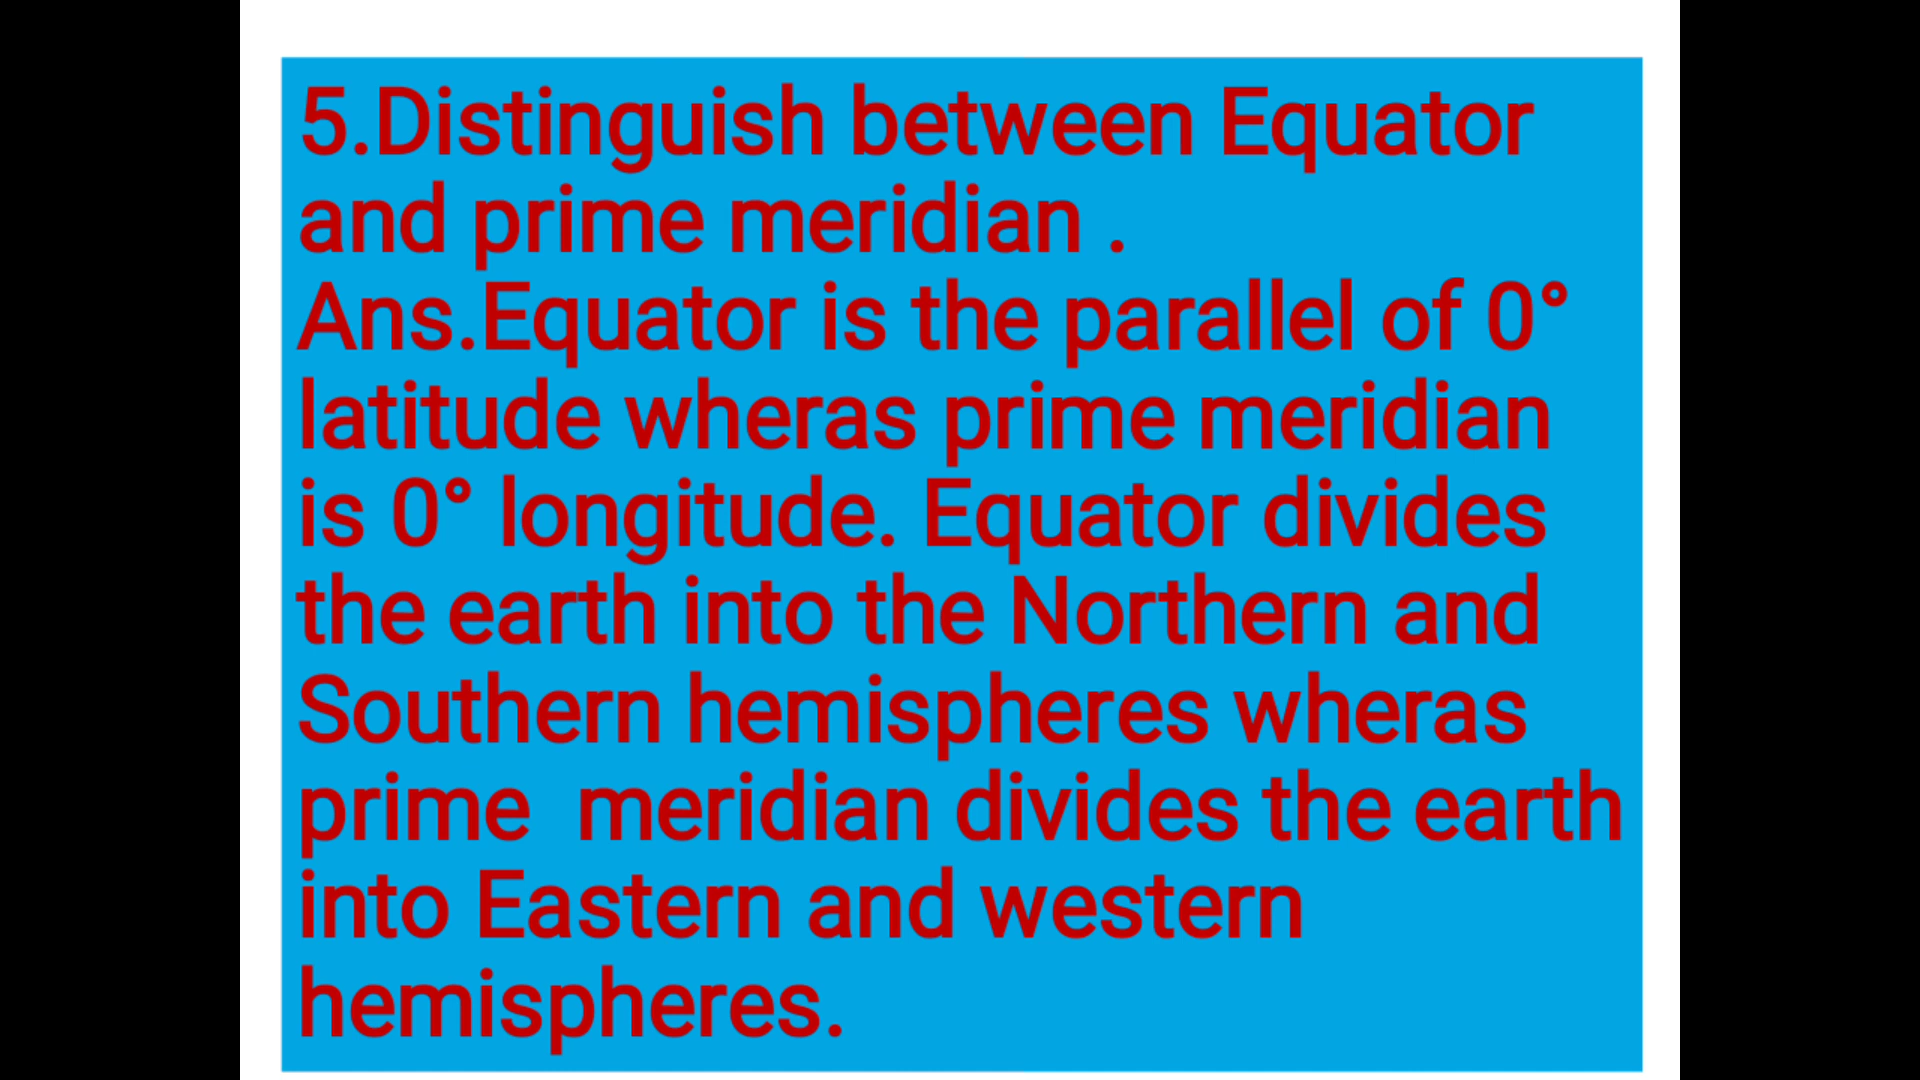 5.Distinguish between Equator
and prime meridian .
Ans.Equator is the parallel of 0°
latitude wheras prime meridian
is 0° longitude. Equator divides
the earth into the Northern and
Southern hemispheres wheras
prime  meridian divides the earth
into Eastern and western
hemispheres.